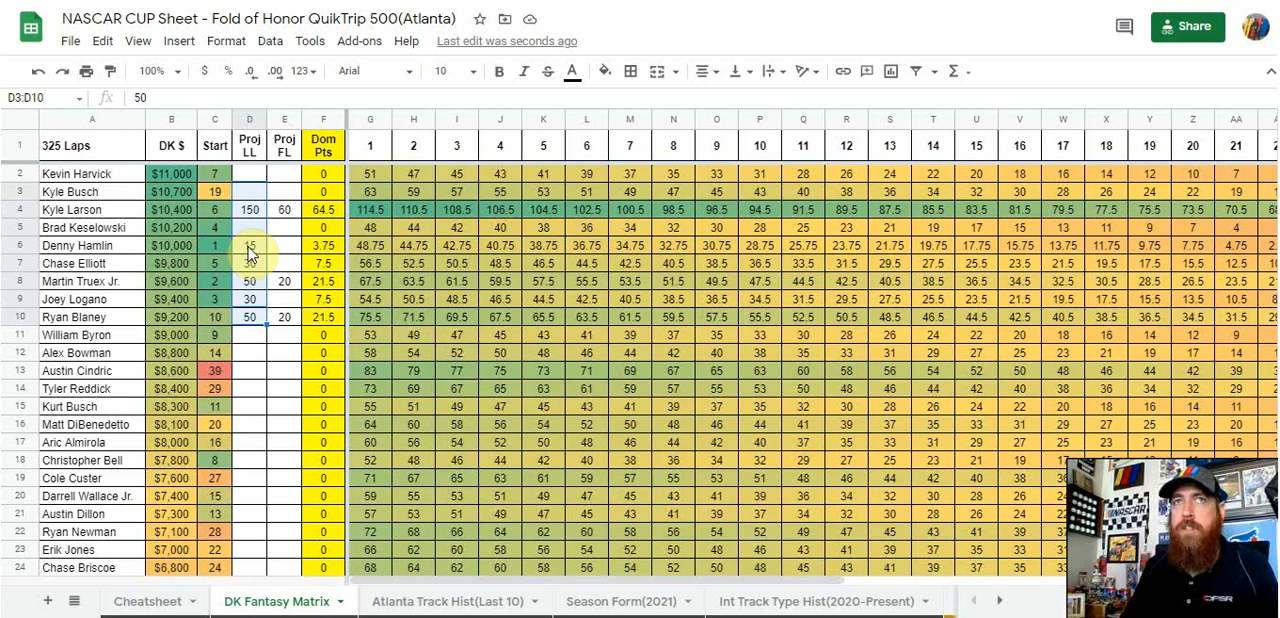 NASCAR CUP Sheet - Fold of Honor QuikTrip 500(Atlanta)
File Edit View Insert Format Data Tools Add-ons Help Last edit was seconds ago
Share
100% $ % .0 .00 123 Arial 10 B I S A
D3:D10 fx 50
A B C D E F G H I J K L M N O P Q R S T U V W X Y Z AA
1 325 Laps DK $ Start Proj LL Proj FL Dom Pts 1 2 3 4 5 6 7 8 9 10 11 12 13 14 15 16 17 18 19 20 21
2 Kevin Harvick $11,000 7 0 51 47 45 43 41 39 37 35 33 31 28 26 24 22 20 18 16 14 12 10 7
3 Kyle Busch $10,700 19 0 63 59 57 55 53 51 49 47 45 43 40 38 36 34 32 30 28 26 24 22 19
4 Kyle Larson $10,400 6 150 60 64.5 114.5 110.5 108.5 106.5 104.5 102.5 100.5 98.5 96.5 94.5 91.5 89.5 87.5 85.5 83.5 81.5 79.5 77.5 75.5 73.5 70.5
5 Brad Keselowski $10,200 4 0 48 44 42 40 38 36 34 32 30 28 25 23 21 19 17 15 13 11 9 7 4
6 Denny Hamlin $10,000 1 15 3.75 48.75 44.75 42.75 40.75 38.75 36.75 34.75 32.75 30.75 28.75 25.75 23.75 21.75 19.75 17.75 15.75 13.75 11.75 9.75 7.75 4.75
7 Chase Elliott $9,800 5 30 7.5 56.5 52.5 50.5 48.5 46.5 44.5 42.5 40.5 38.5 36.5 33.5 31.5 29.5 27.5 25.5 23.5 21.5 19.5 17.5 15.5 12.5
8 Martin Truex Jr. $9,600 2 50 20 21.5 67.5 63.5 61.5 59.5 57.5 55.5 53.5 51.5 49.5 47.5 44.5 42.5 40.5 38.5 36.5 34.5 32.5 30.5 28.5 26.5 23.5
9 Joey Logano $9,400 3 30 7.5 54.5 50.5 48.5 46.5 44.5 42.5 40.5 38.5 36.5 34.5 31.5 29.5 27.5 25.5 23.5 21.5 19.5 17.5 15.5 13.5 10.5
10 Ryan Blaney $9,200 10 50 20 21.5 75.5 71.5 69.5 67.5 65.5 63.5 61.5 59.5 57.5 55.5 52.5 50.5 48.5 46.5 44.5 42.5 40.5 38.5 36.5 34.5 31.5
11 William Byron $9,000 9 0 53 49 47 45 43 41 39 37 35 33 30 28 26 24 22 20 18 16 14 12 9
12 Alex Bowman $8,800 14 0 58 54 52 50 48 46 44 42 40 38 35 33 31 29 27 25 23 21 19 17 14
13 Austin Cindric $8,600 39 0 83 79 77 75 73 71 69 67 65 63 60 58 56 54 52 50 48 46 44 42 39
14 Tyler Reddick $8,400 29 0 73 69 67 65 63 61 59 57 55 53 50 48 46 44 42 40 38 36 34 32 29
15 Kurt Busch $8,300 11 0 55 51 49 47 45 43 41 39 37 35 32 30 28 26 24 22 20 18 16 14 11
16 Matt DiBenedetto $8,100 20 0 64 60 58 56 54 52 50 48 46 44 41 39 37 35 33 31 29 27 25 23 20
17 Aric Almirola $8,000 16 0 60 56 54 52 50 48 46 44 42 40 37 35 33 31 29 27 25 23 21 19 16
18 Christopher Bell $7,800 8 0 52 48 46 44 42 40 38 36 34 32 29 27 25 23 21 19 17
19 Cole Custer $7,600 27 0 71 67 65 63 61 59 57 55 53 51 48 46 44 42 40 38
20 Darrell Wallace Jr. $7,400 15 0 59 55 53 51 49 47 45 43 41 39 36 34 32 30 28 26
21 Austin Dillon $7,300 13 0 57 53 51 49 47 45 43 41 39 37 34 32 30 28 26 24
22 Ryan Newman $7,100 28 0 72 68 66 64 62 60 58 56 54 52 49 47 45 43 41 39
23 Erik Jones $7,000 22 0 66 62 60 58 56 54 52 50 48 46 43 41 39 37 35 33
24 Chase Briscoe $6,800 24 0 68 64 62 60 58 56 54 52 50 48 45 43 41 39 37 35
Cheatsheet DK Fantasy Matrix Atlanta Track Hist(Last 10) Season Form(2021) Int Track Type Hist(2020-Present)
NASCAR
DFSR